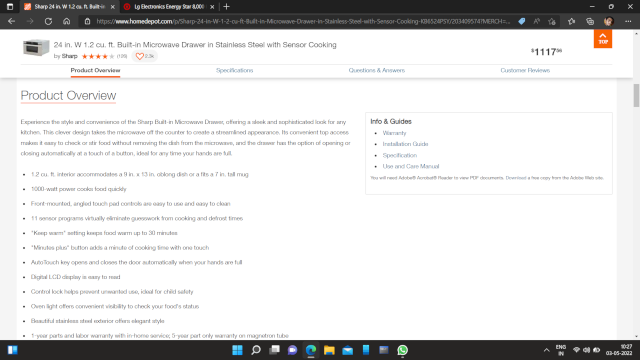 Sharp 24 in. W 1.2 cu. ft. Bu
Lg Electronics Energy Star 8,000
https://www.homedepot.com/p/Sharp-24-in-W-1-2-cu-ft-Built-in-Microwave-Drawer-in-Stainless-Steel-with-Sensor-Cooking-
24 in. W 1.2 cu. ft. Built-in Microwave Drawer in Stainless Steel with Sensor Cooking
by Sharp
TOP
Product Overview
Specifications
Questions & Answers
Customer Reviews
Product Overview
Experience the style and convenience of the Sharp Built-in Microwave Drawer, offering a sleek and sophisticated look for any
kitchen. This clever design takes the microwave off the counter to create a streamlined appearance. Its convenient top access
makes it easy to check or stir food without removing the dish from the microwave, and the drawer has the option of opening or
closing automatically at a touch of a button, ideal for any time your hands are full.
• 1.2 cu. ft. interior accommodates a 9 in. x 13 in. oblong dish or a fits a 7 in. tall mug
• 1000-watt power cooks food quickly
• Front-mounted, angled touch pad controls are easy to use and easy to clean
• 11 sensor programs virtually eliminate guesswork from cooking and defrost times
• "Keep warm" setting keeps food warm up to 30 minutes
• "Minutes plus" button adds a minute of cooking time with one touch
• AutoTouch key opens and closes the door automatically when your hands are full
• Digital LCD display is easy to read
• Control lock helps prevent unwanted use, ideal for child safety
• Oven light offers convenient visibility to check your food's status
• Beautiful stainless steel exterior offers elegant style
• 1-year parts and labor warranty with in-home service; 5-year part only warranty on magnetron tube
Info & Guides
• Warranty
• Installation Guide
• Specification
• Use and Care Manual
You will need Adobe® Acrobat® Reader to view PDF documents. Download a free copy from the Adobe Web site.
ENG
IN
10:27
03-05-2022